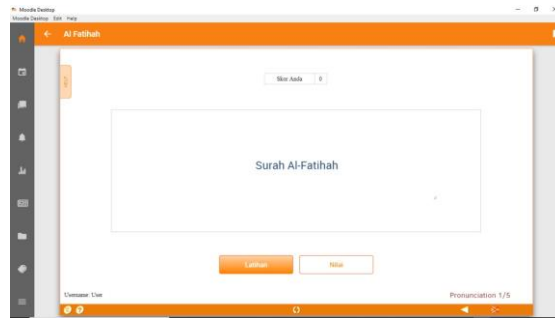 Moodle Desktop
Moodle Desktop Edit Help
Al Fatihah
HELP
Skor Anda 0
Surah Al-Fatihah
Latihan
Nilai
Username: User
Pronunciation 1/5